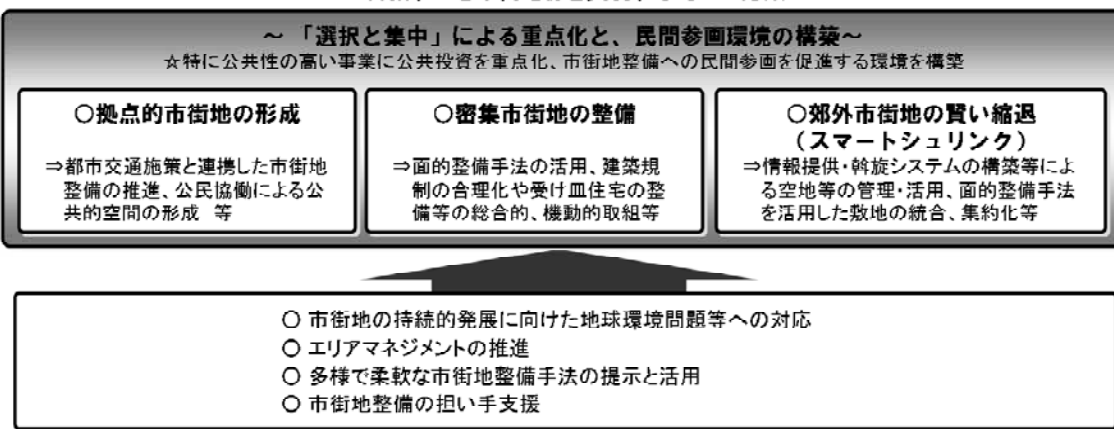 ~ 「選択と集中」による重点化と、民間参画環境の構築~
☆特に公共性の高い事業に公共投資を重点化、市街地整備への民間参画を促進する環境を構築
○拠点的市街地の形成
⇒都市交通施策と連携した市街地
整備の推進、公民協働による公
共的空間の形成 等
○密集市街地の整備
⇒面的整備手法の活用、建築規
制の合理化や受け皿住宅の整
備等の総合的、機動的取組等
○郊外市街地の賢い縮退
(スマートシュリンク)
⇒情報提供・斡旋システムの構築等によ
る空地等の管理・活用、面的整備手法
を活用した敷地の統合、集約化等
○ 市街地の持続的発展に向けた地球環境問題等への対応
○ エリアマネジメントの推進
○ 多様で柔軟な市街地整備手法の提示と活用
○ 市街地整備の担い手支援